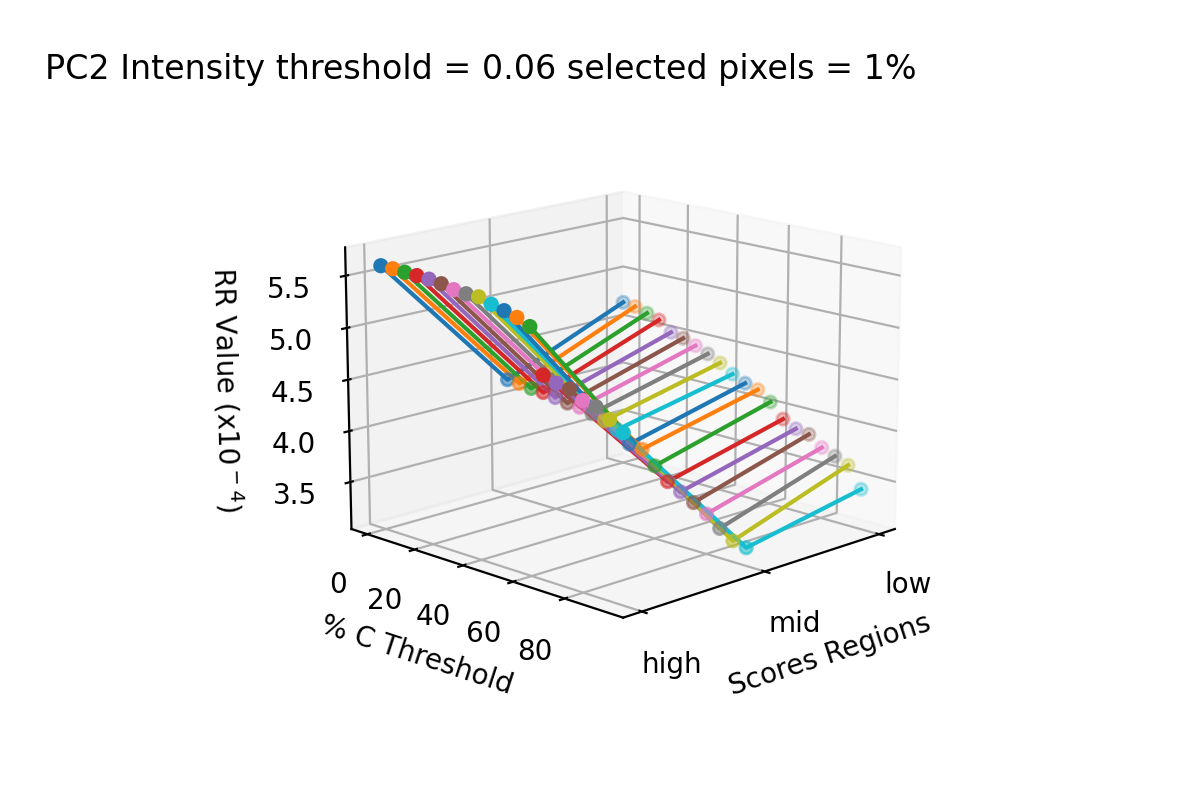 PC2 Intensity threshold = 0.06 selected pixels = 1%
RR Value (x10⁻⁴)
5.5
5.0
4.5
4.0
3.5
0
20
40
60
80
% C Threshold
high
mid
low
Scores Regions